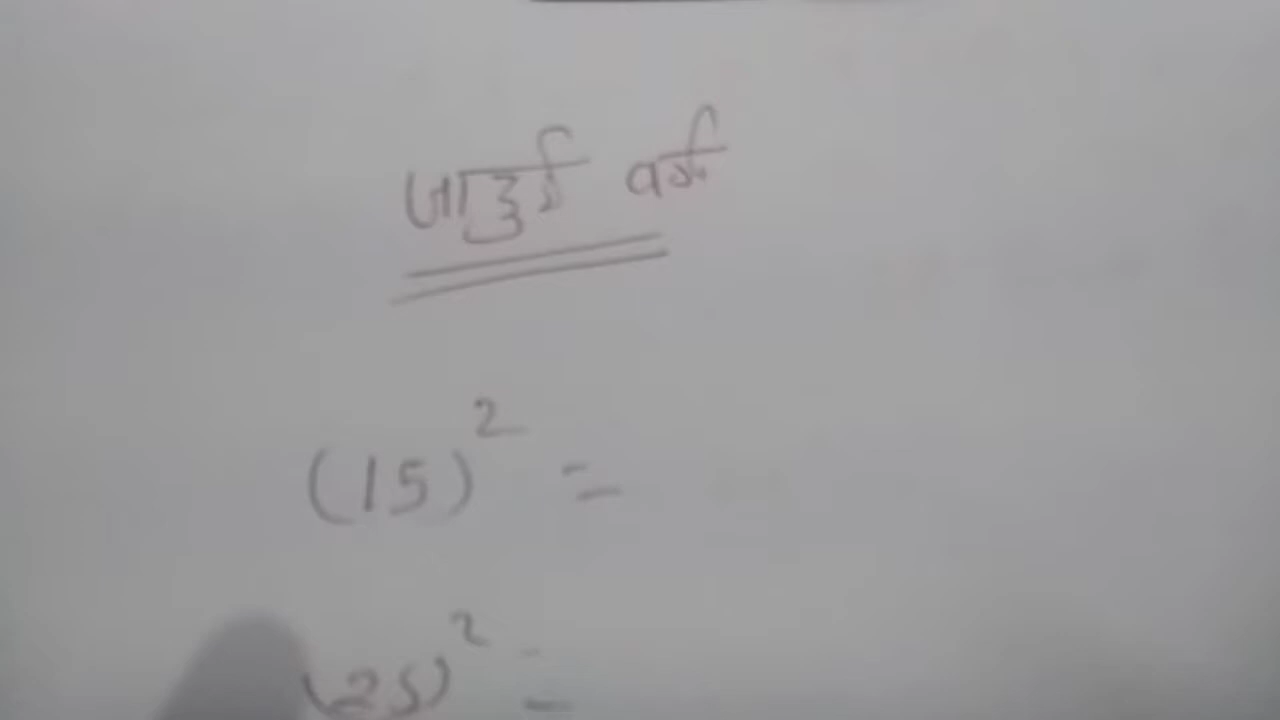 जादुई वर्ग
(15)² =
(25)² =